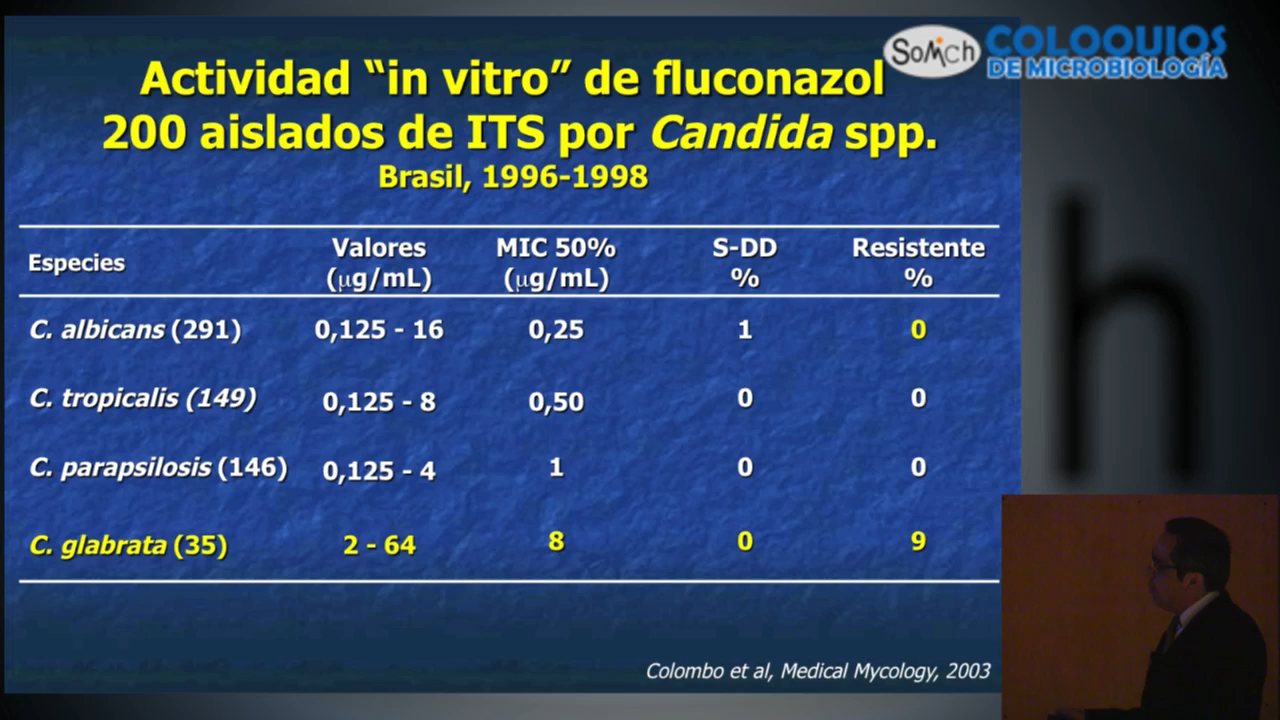 SoMich COLOQUIOS
DE MICROBIOLOGÍA
Actividad “in vitro” de fluconazol
200 aislados de ITS por Candida spp.
Brasil, 1996-1998
Especies Valores (μg/mL) MIC 50% (μg/mL) S-DD % Resistente %
C. albicans (291) 0,125 - 16 0,25 1 0
C. tropicalis (149) 0,125 - 8 0,50 0 0
C. parapsilosis (146) 0,125 - 4 1 0 0
C. glabrata (35) 2 - 64 8 0 9
Colombo et al, Medical Mycology, 2003
h